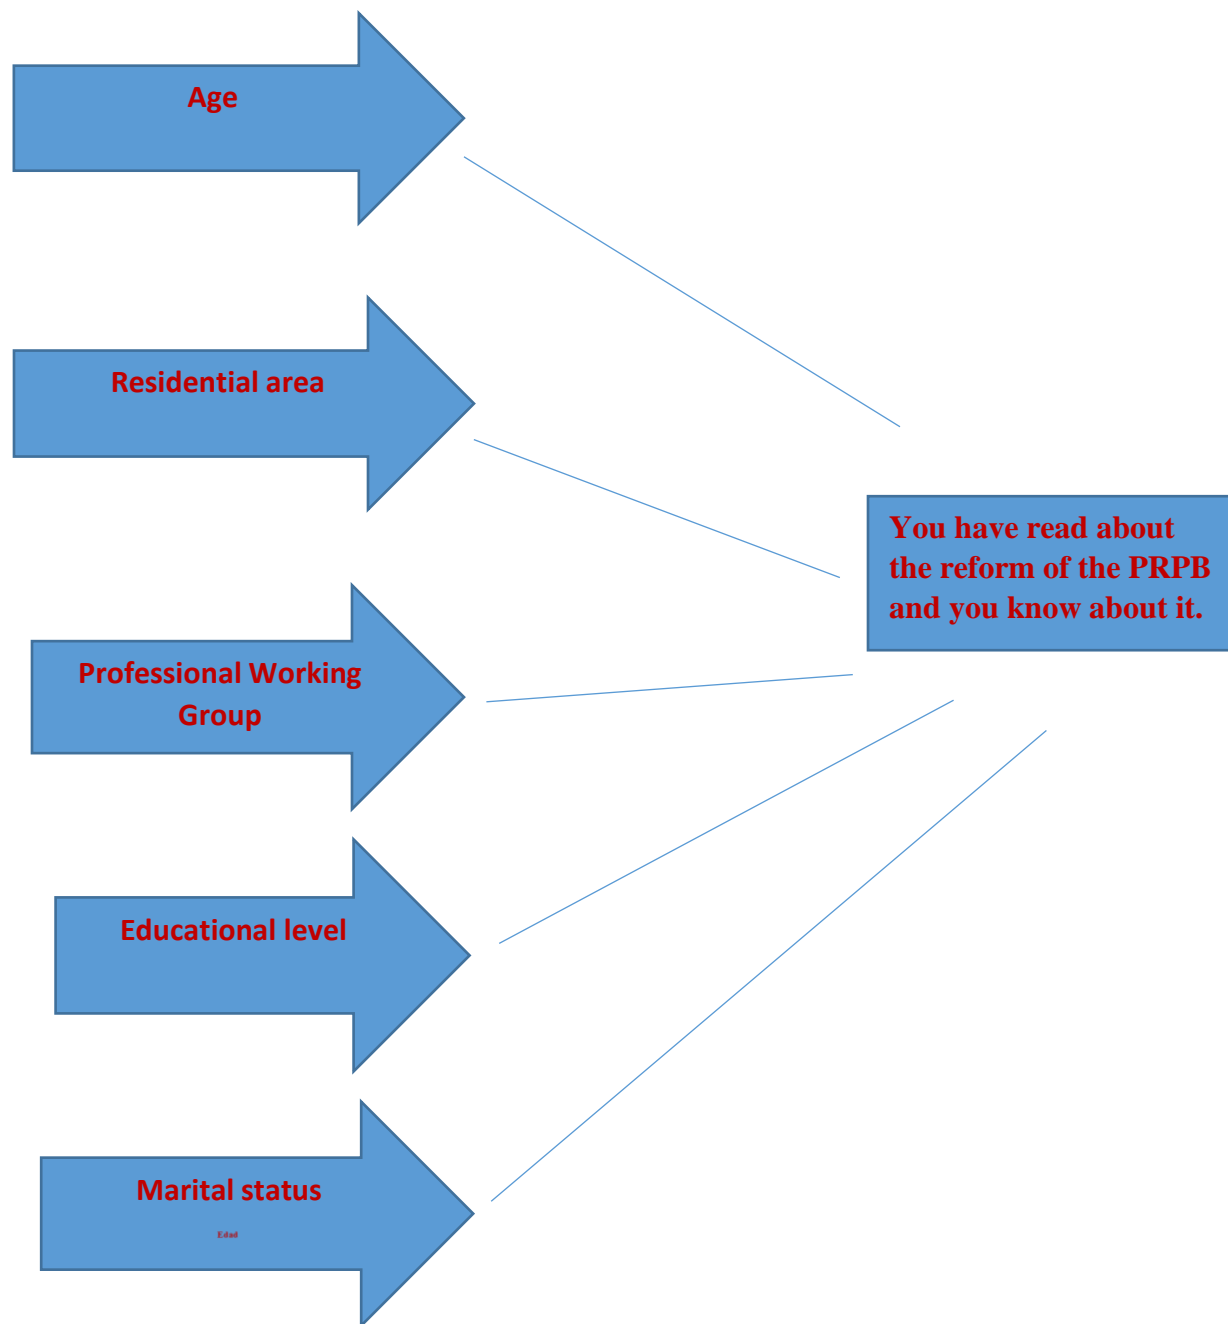 Age
Residential area
You have read about
the reform of the PRPB
and you know about it.
Professional Working
Group
Educational level
Marital status
Edad